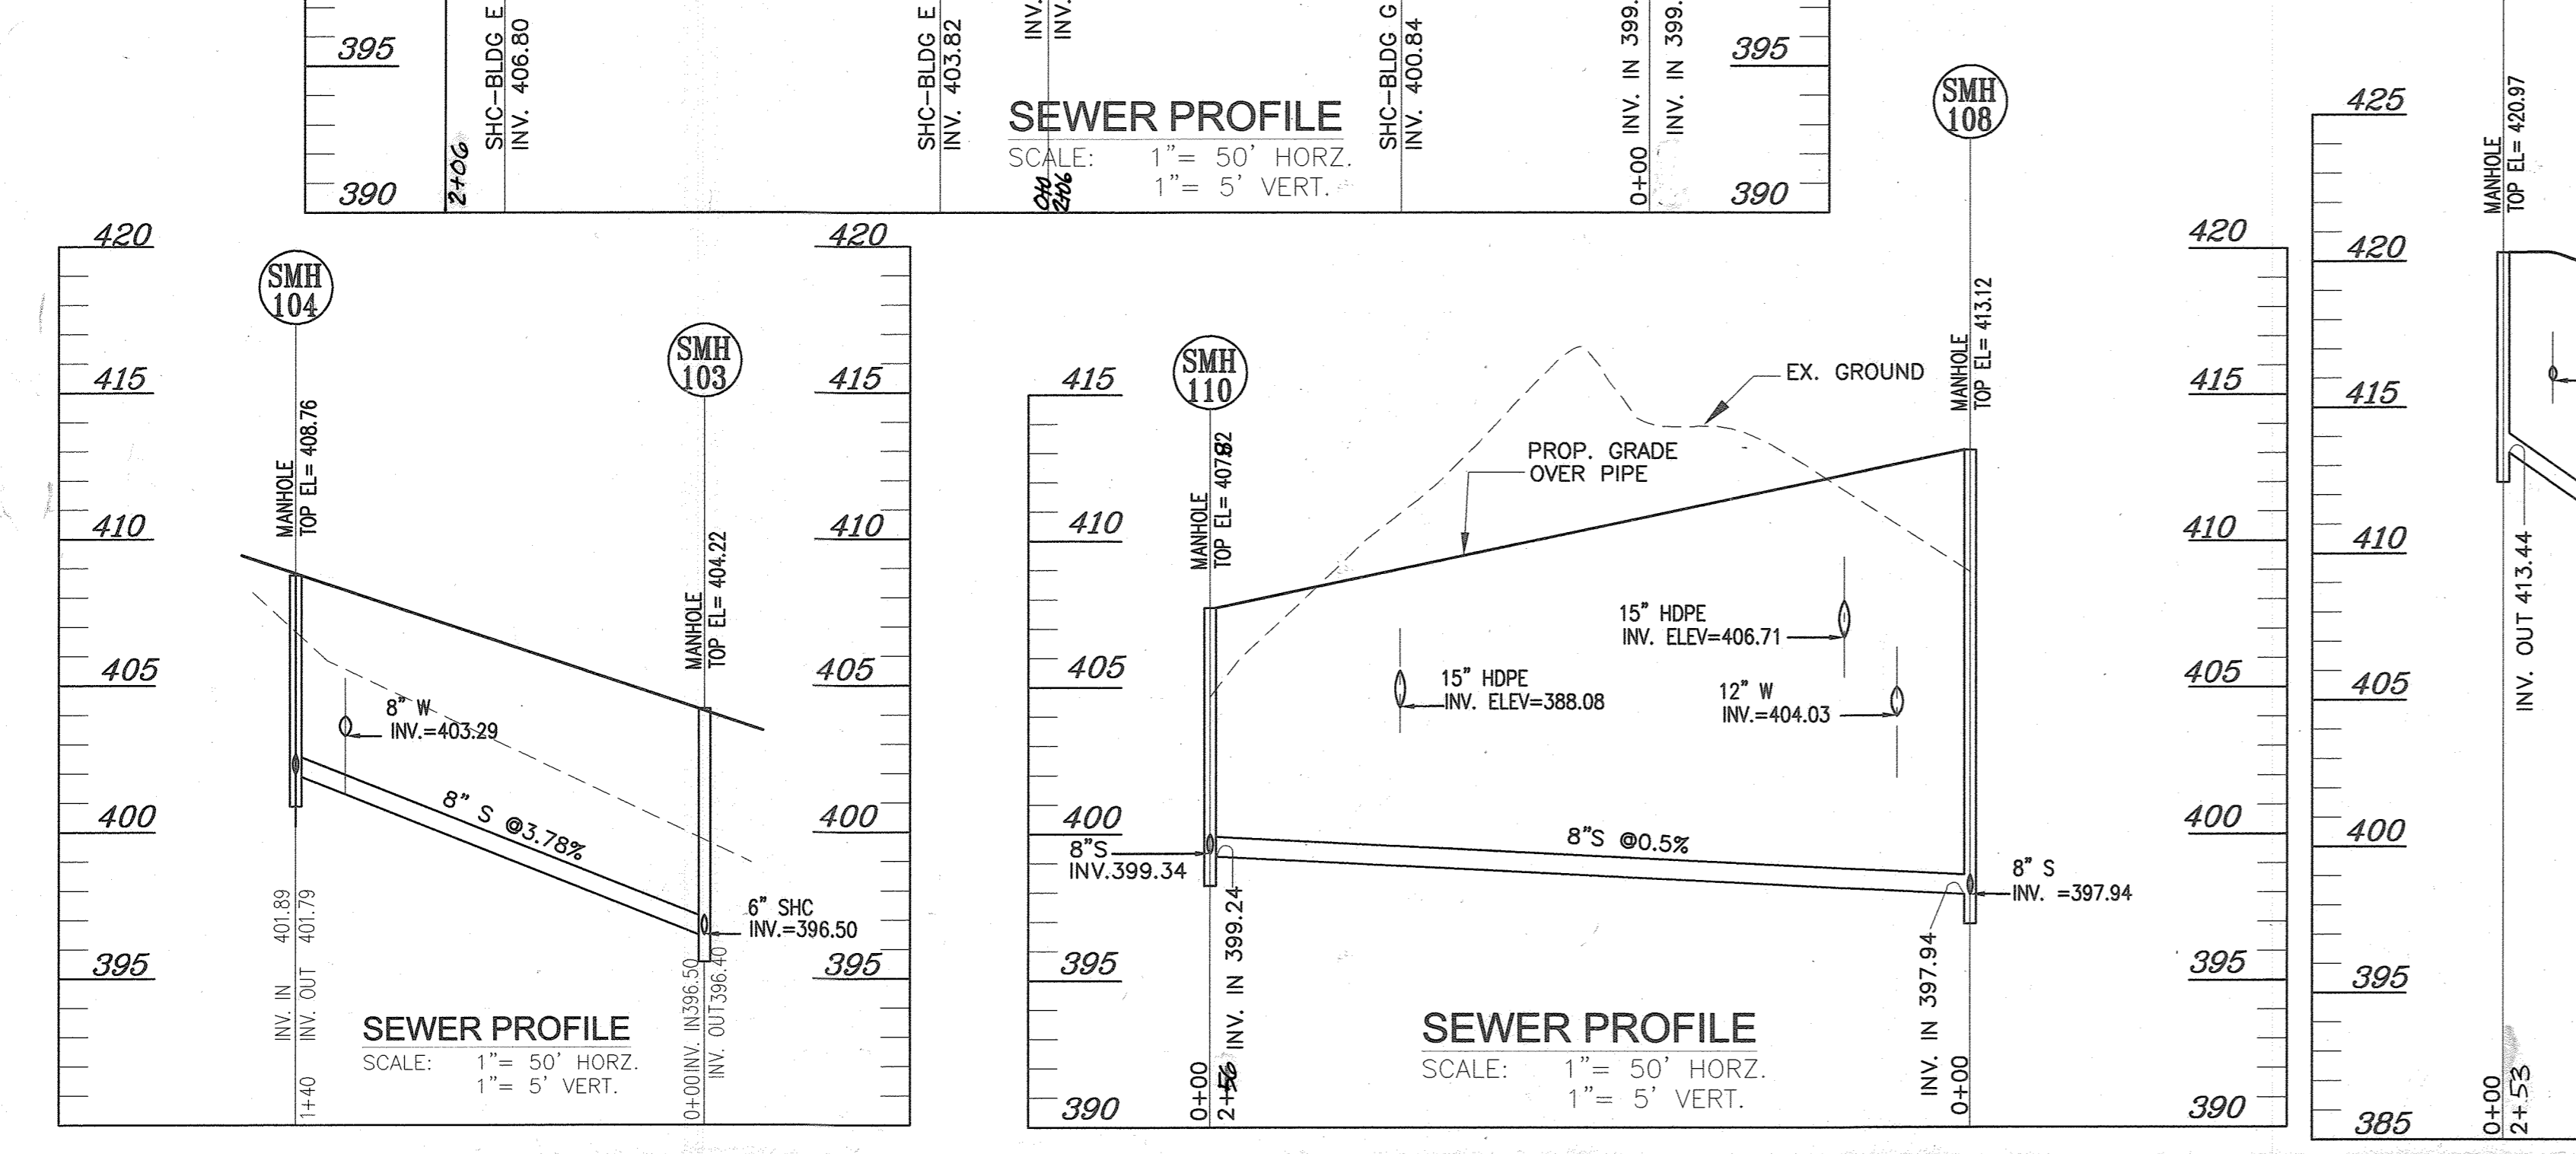 395
390
2+06
SHC-BLDG E
INV. 406.80
SHC-BLDG E
INV. 403.82
INV.
INV.
2+06
SEWER PROFILE
SCALE: 1"= 50' HORZ.
1"= 5' VERT.
SHC-BLDG G
INV. 400.84
0+00 INV. IN 399.
INV. IN 399.
395
390
420
415
410
405
400
395
SMH
104
MANHOLE
TOP EL= 408.76
8" W
INV.=403.29
8" S @3.78%
INV. IN 401.89
INV. OUT 401.79
1+40
SMH
103
MANHOLE
TOP EL= 404.22
6" SHC
INV.=396.50
0+00 INV. IN 396.50
INV. OUT 396.40
SEWER PROFILE
SCALE: 1"= 50' HORZ.
1"= 5' VERT.
420
415
410
405
400
395
415
410
405
400
395
390
SMH
110
MANHOLE
TOP EL=
8"S
INV.399.34
INV. IN 399.24
0+00
PROP. GRADE
OVER PIPE
EX. GROUND
15" HDPE
INV. ELEV=388.08
15" HDPE
INV. ELEV=406.71
12" W
INV.=404.03
8"S @0.5%
SMH
108
MANHOLE
TOP EL= 413.12
8" S
INV. =397.94
INV. IN 397.94
0+00
SEWER PROFILE
SCALE: 1"= 50' HORZ.
1"= 5' VERT.
420
415
410
405
400
395
390
425
420
415
410
405
400
395
385
MANHOLE
TOP EL= 420.97
INV. OUT 413.44
0+00
2+53